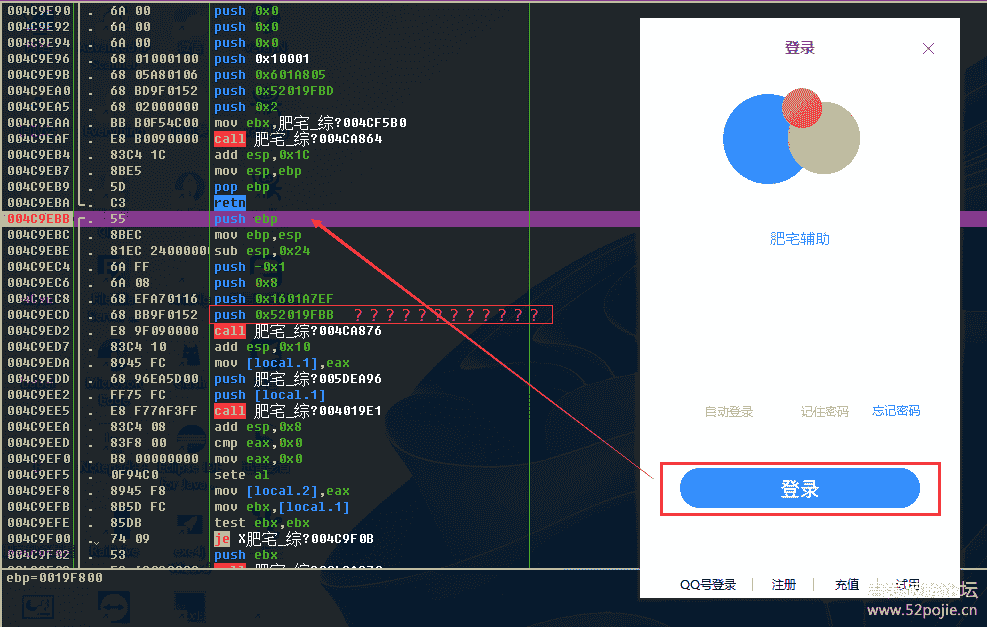 004C9E90 . 6A 00 push 0x0
004C9E92 . 6A 00 push 0x0
004C9E94 . 6A 00 push 0x0
004C9E96 . 68 01000100 push 0x10001
004C9E9B . 68 05A80106 push 0x601A805
004C9EA0 . 68 BD9F0152 push 0x52019FBD
004C9EA5 . 68 02000000 push 0x2
004C9EAA . BB B0F54C00 mov ebx,肥宅_综?004CF5B0
004C9EAF . E8 B0090000 call 肥宅_综?004CA864
004C9EB4 . 83C4 1C add esp,0x1C
004C9EB7 . 8BE5 mov esp,ebp
004C9EB9 . 5D pop ebp
004C9EBA . C3 retn
004C9EBB . 55 push ebp
004C9EBC . 8BEC mov ebp,esp
004C9EBE . 81EC 2400000 sub esp,0x24
004C9EC4 . 6A FF push -0x1
004C9EC6 . 6A 08 push 0x8
004C9EC8 . 68 EFA70116 push 0x1601A7EF
004C9ECD . 68 BB9F0152 push 0x52019FBB ？？？？？？？？？？？？
004C9ED2 . E8 9F090000 call 肥宅_综?004CA876
004C9ED7 . 83C4 10 add esp,0x10
004C9EDA . 8945 FC mov [local.1],eax
004C9EDD . 68 96EA5D00 push 肥宅_综?005DEA96
004C9EE2 . FF75 FC push [local.1]
004C9EE5 . E8 F77AF3FF call 肥宅_综?004019E1
004C9EEA . 83C4 08 add esp,0x8
004C9EED . 83F8 00 cmp eax,0x0
004C9EF0 . B8 00000000 mov eax,0x0
004C9EF5 . 0F94C0 sete al
004C9EF8 . 8945 F8 mov [local.2],eax
004C9EFB . 8B5D FC mov ebx,[local.1]
004C9EFE . 85DB test ebx,ebx
004C9F00 . 74 09 je X肥宅_综?004C9F0B
004C9F02 . 53 push ebx
ebp=0019F800
登录
肥宅辅助
自动登录 记住密码 忘记密码
登录
QQ号登录 注册 充值 试用
坛
www.52pojie.cn